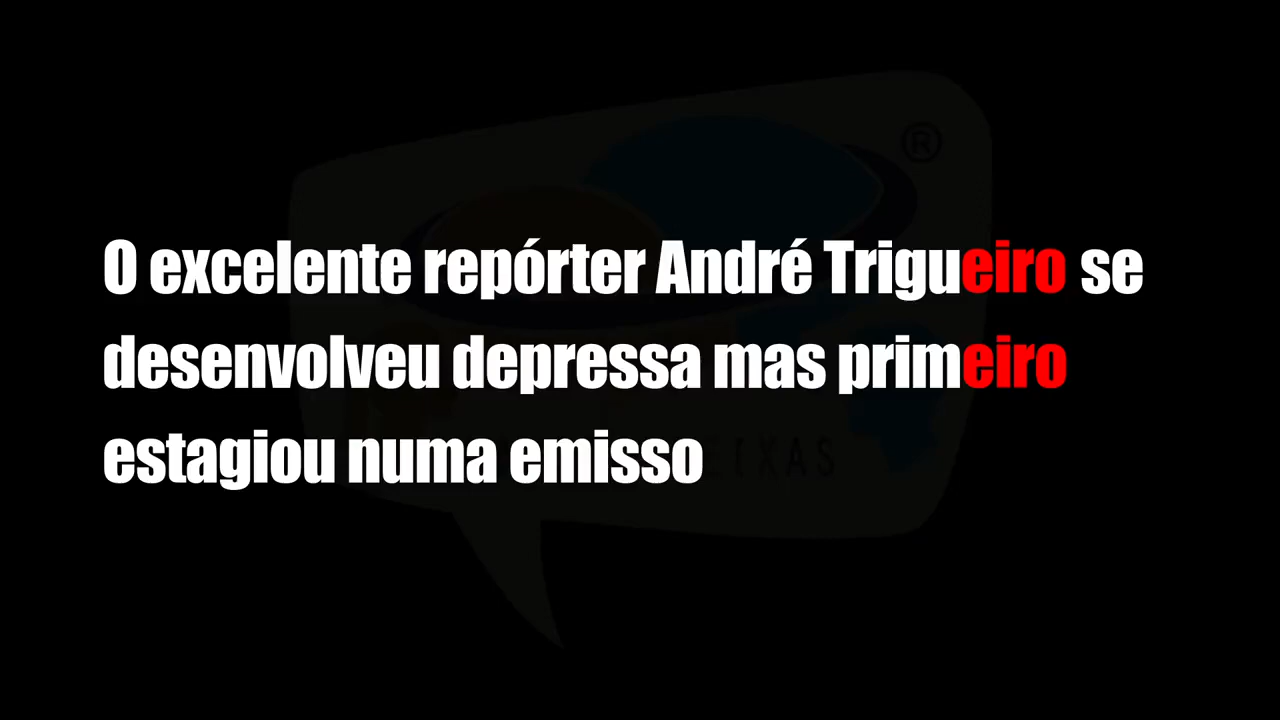 O excelente repórter André Trigueiro se
desenvolveu depressa mas primeiro
estagiou numa emisso
®